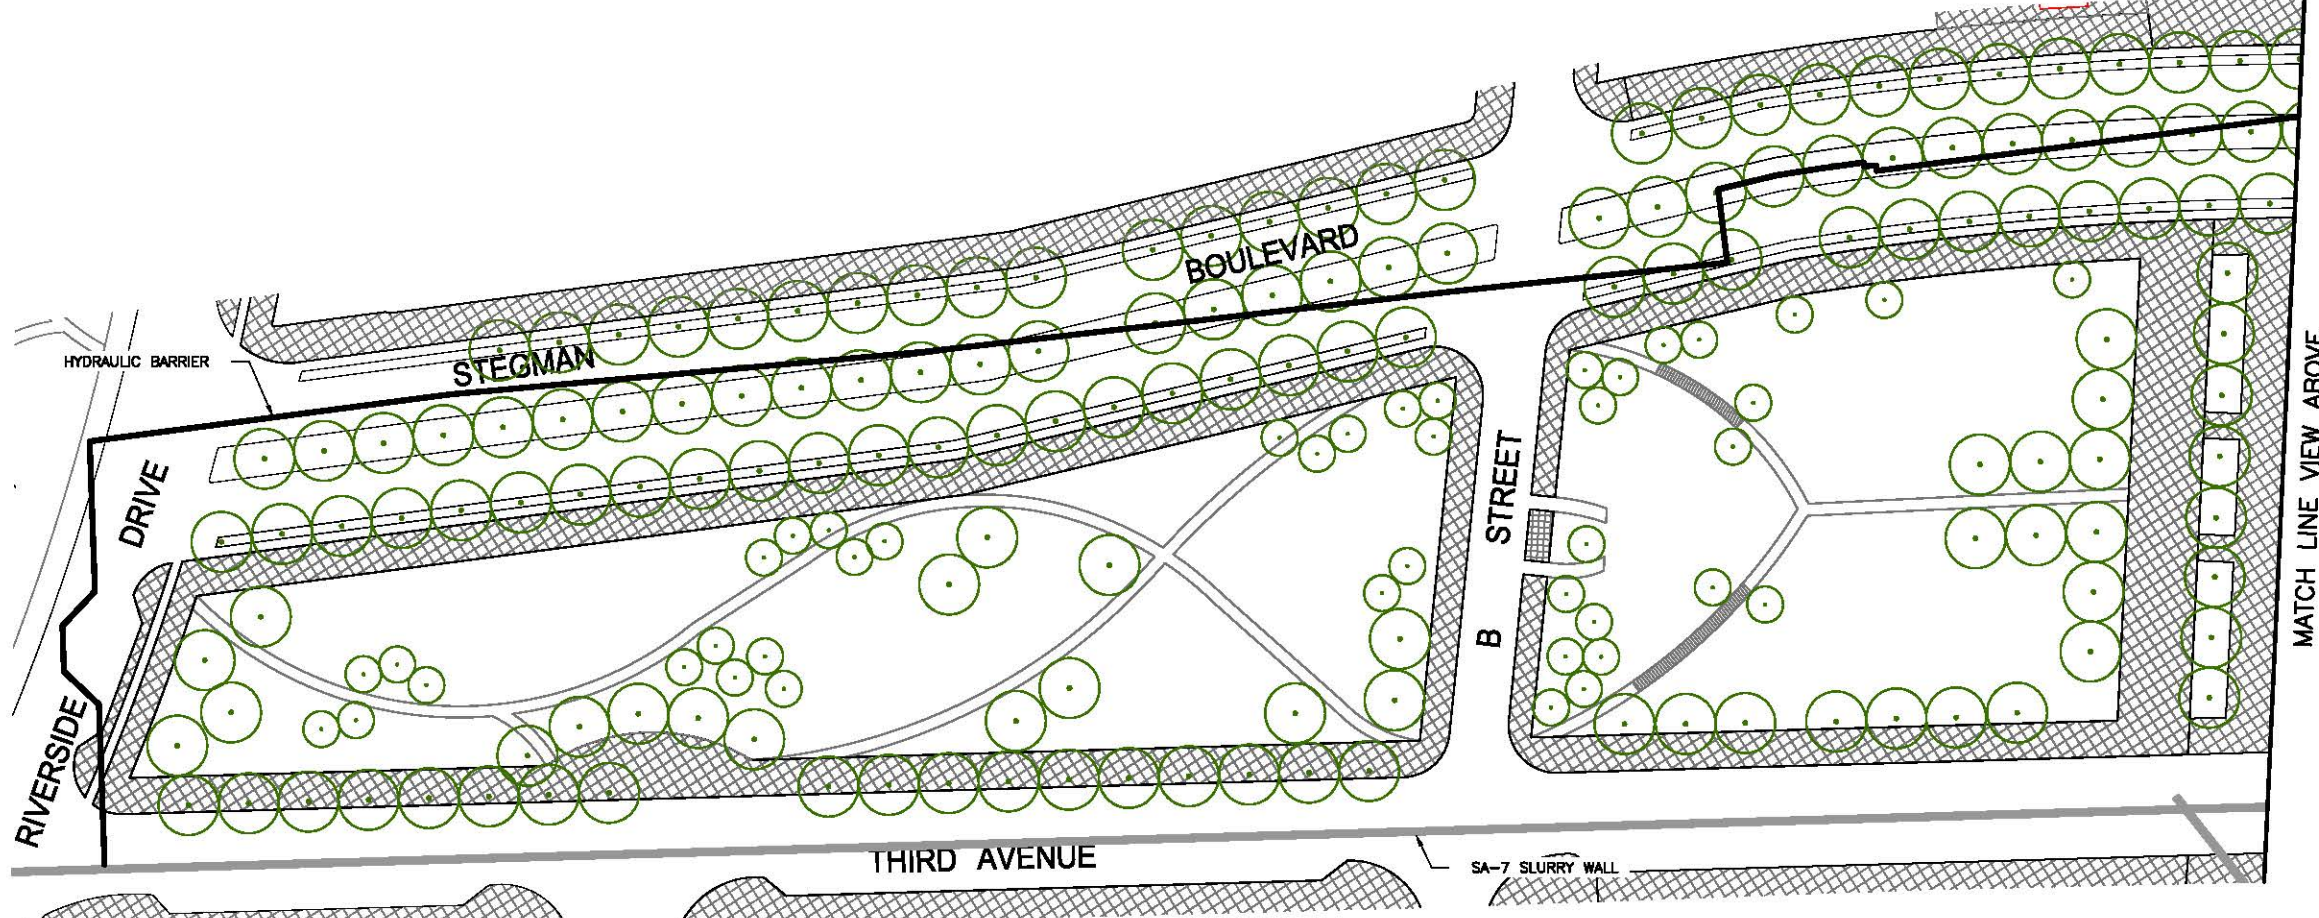 BOULEVARD
STEGMAN
HYDRAULIC BARRIER
DRIVE
RIVERSIDE
B STREET
MATCH LINE VIEW ABOVE
THIRD AVENUE
SA-7 SLURRY WALL